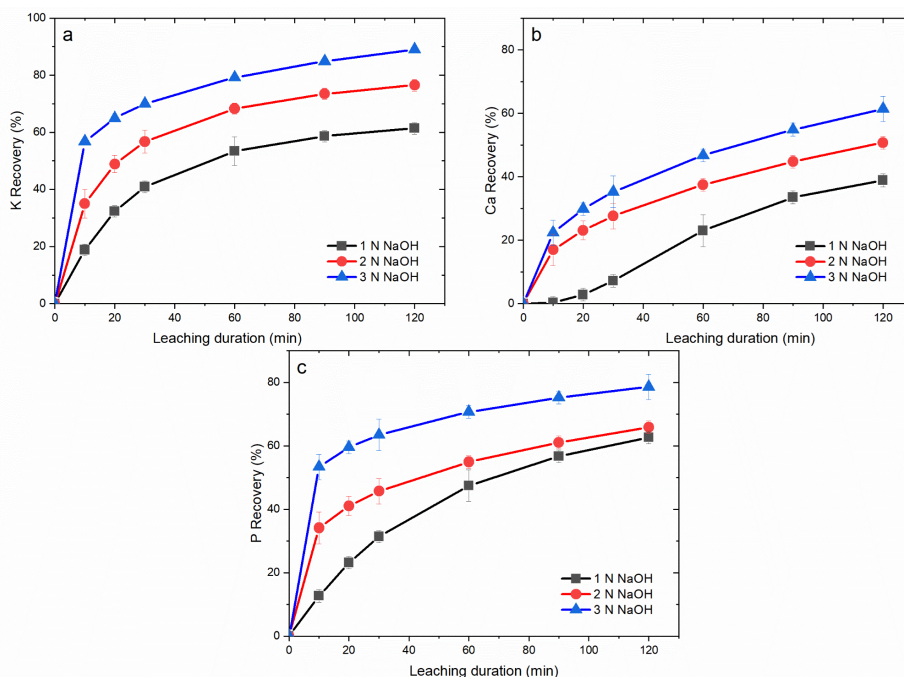 a
K Recovery (%)
100
80
60
40
20
0
1 N NaOH
2 N NaOH
3 N NaOH
0 20 40 60 80 100 120
Leaching duration (min)
b
Ca Recovery (%)
80
60
40
20
0
1 N NaOH
2 N NaOH
3 N NaOH
0 20 40 60 80 100 120
Leaching duration (min)
c
P Recovery (%)
80
60
40
20
0
1 N NaOH
2 N NaOH
3 N NaOH
0 20 40 60 80 100 120
Leaching duration (min)